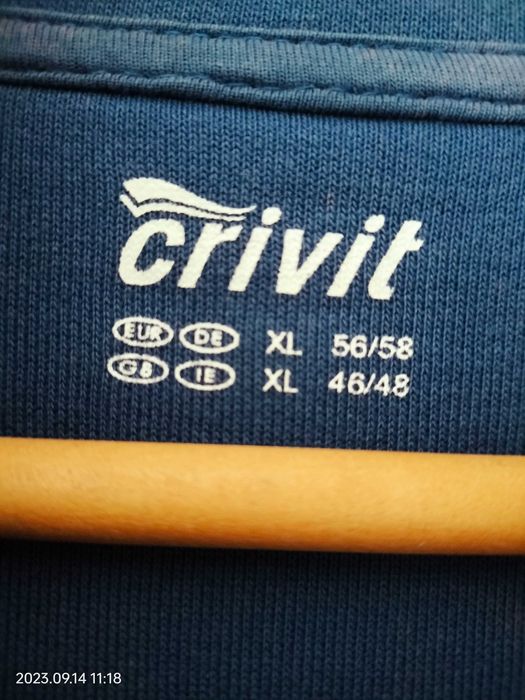 crivit
EUR DE XL 56/58
GB IE XL 46/48
2023.09.14 11:18